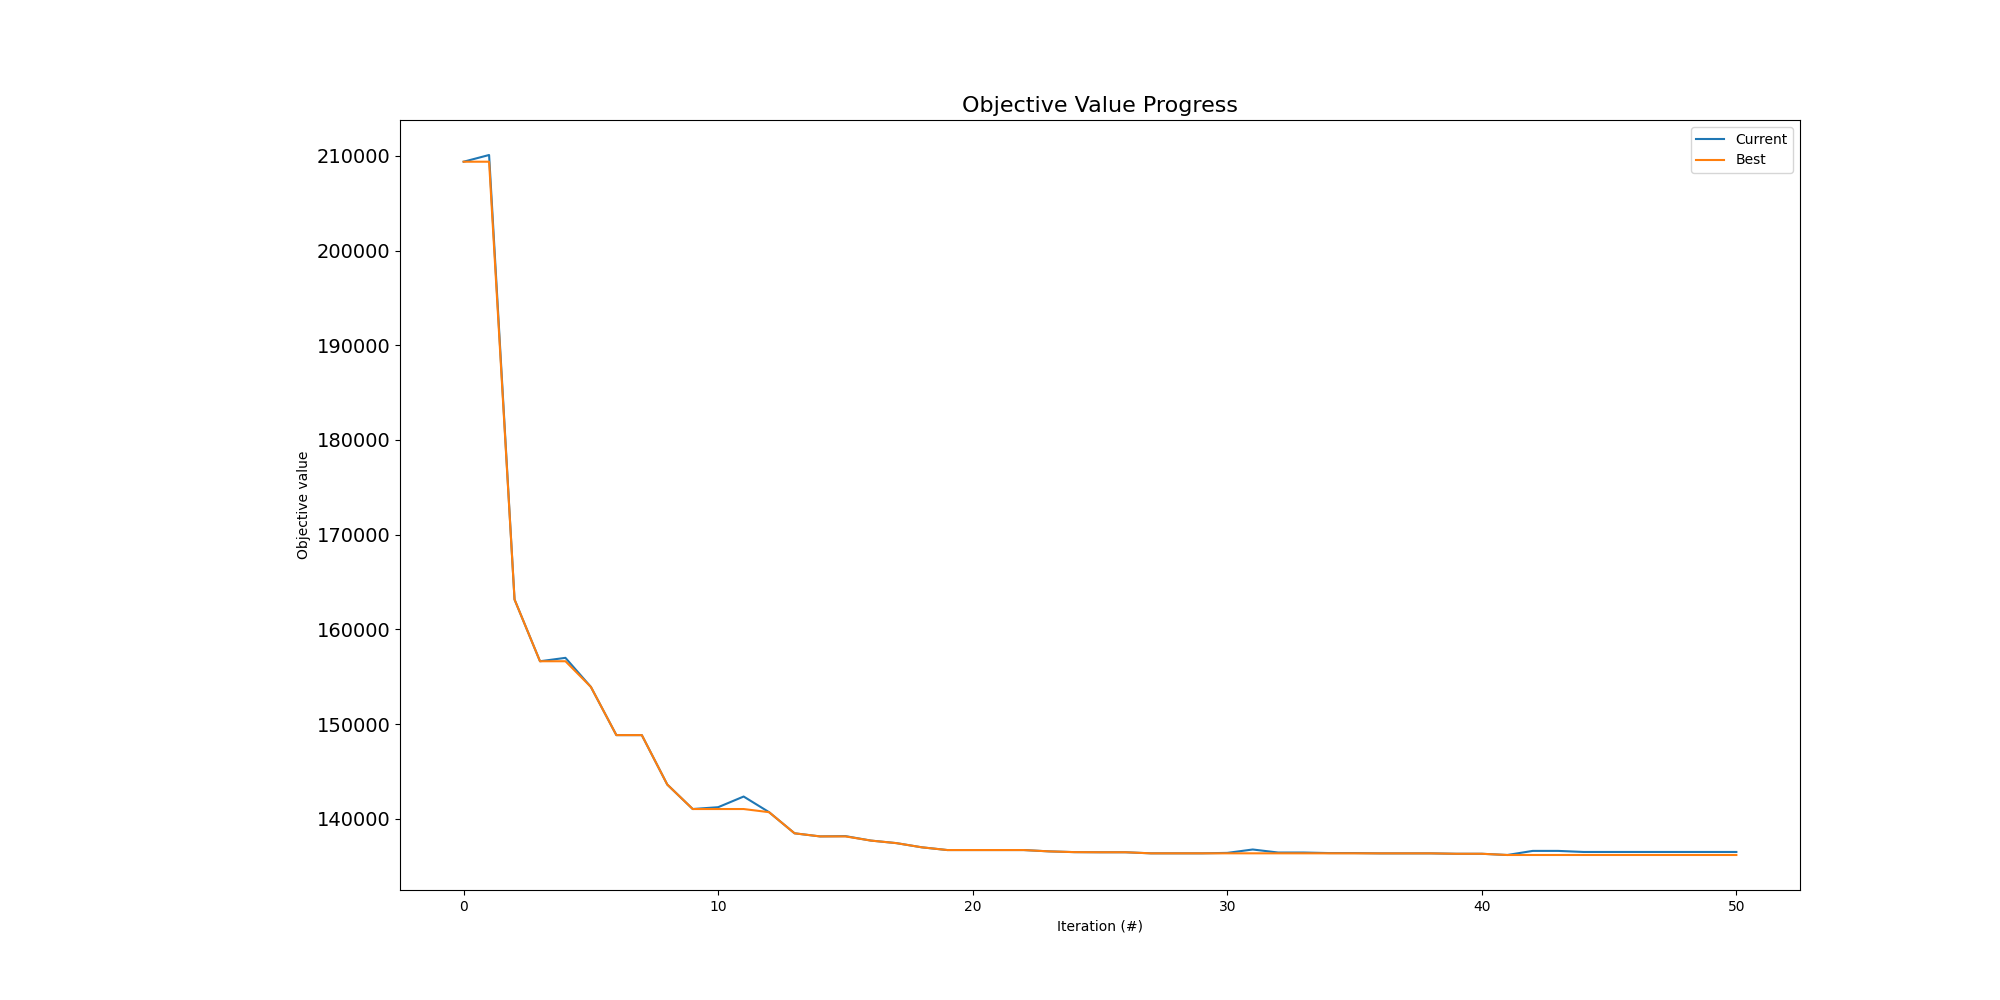 Objective Value Progress
Current
Best
210000
200000
190000
180000
170000
160000
150000
140000
Objective value
0 10 20 30 40 50
Iteration (#)